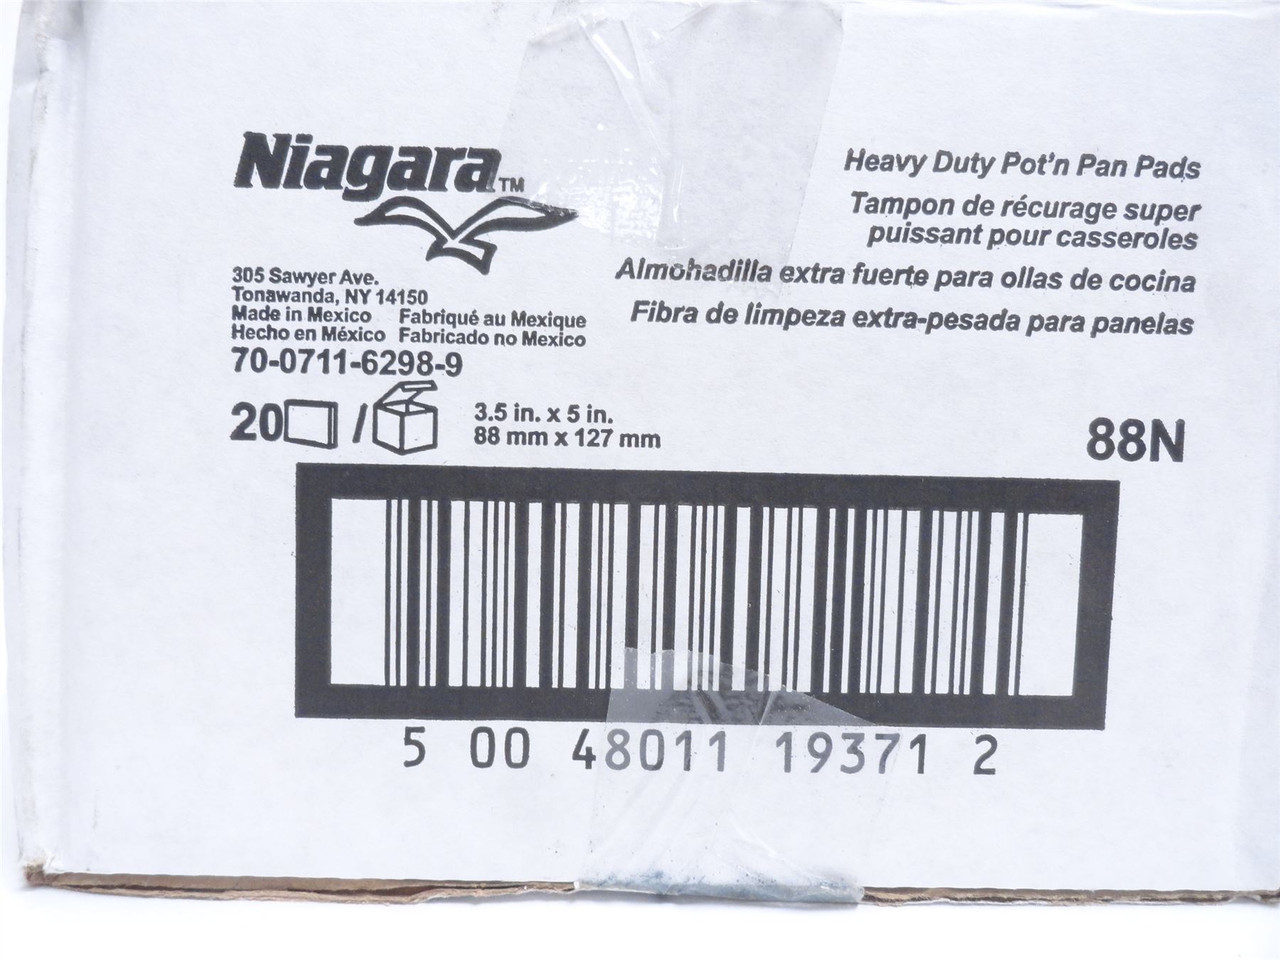 Niagara™
305 Sawyer Ave.
Tonawanda, NY 14150
Made in Mexico Fabriqué au Mexique
Hecho en México Fabricado no Mexico
70-0711-6298-9
20 /
3.5 in. x 5 in.
88 mm x 127 mm
Heavy Duty Pot'n Pan Pads
Tampon de récurage super
puissant pour casseroles
Almohadilla extra fuerte para ollas de cocina
Fibra de limpeza extra-pesada para panelas
88N
5 00 48011 19371 2